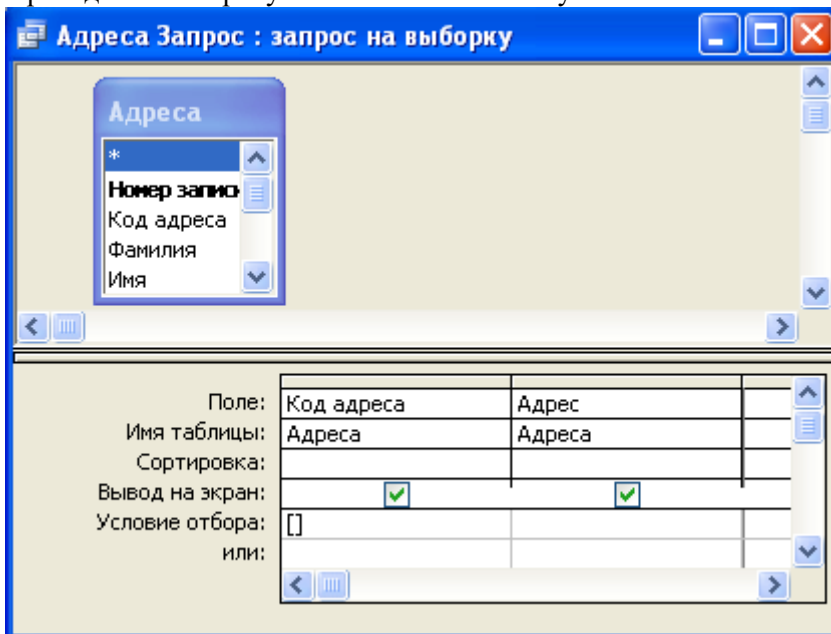 Адреса Запрос : запрос на выборку
Адреса
*
Номер запис
Код адреса
Фамилия
Имя
Поле: Код адреса Адрес
Имя таблицы: Адреса Адреса
Сортировка:
Вывод на экран:
Условие отбора: []
или: